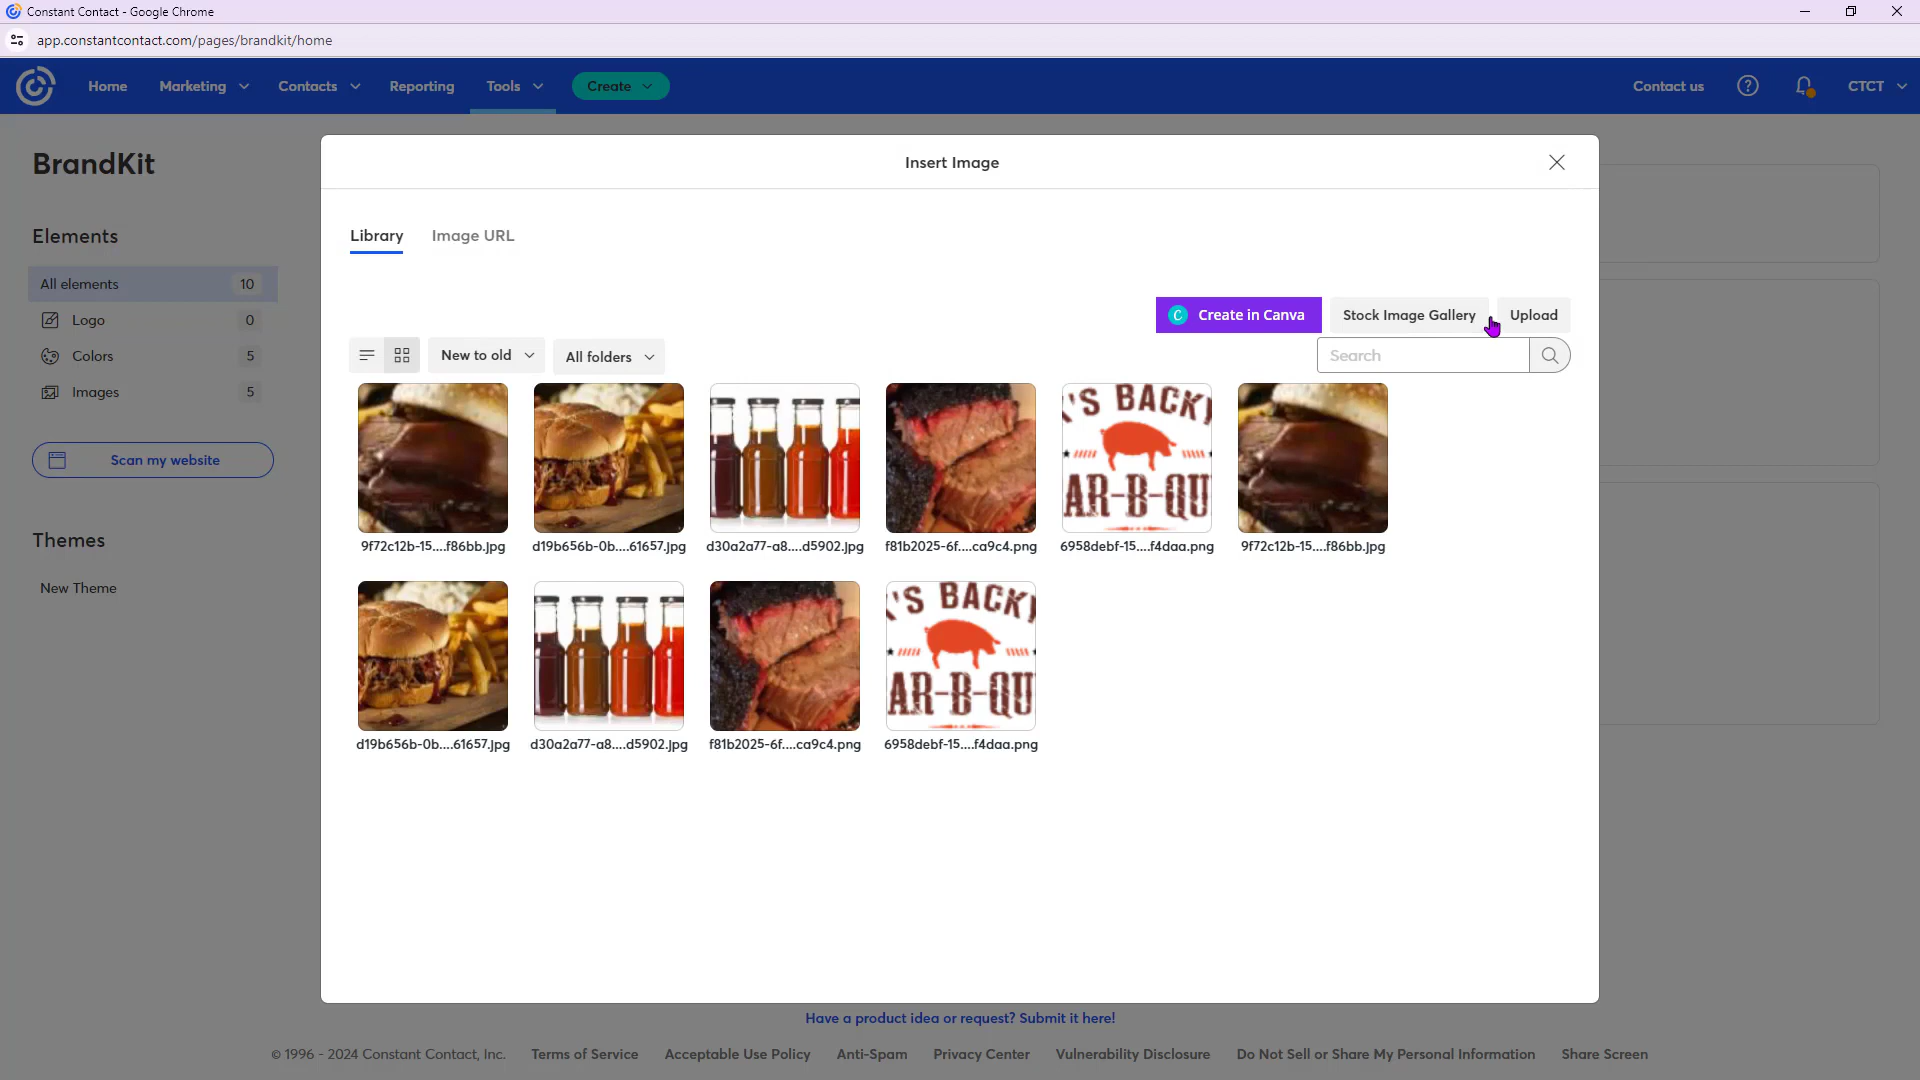 Constant Contact - Google Chrome
app.constantcontact.com/pages/brandkit/home
Home Marketing Contacts Reporting Tools Create Contact us CTCT
BrandKit
Elements
All elements 10
Logo 0
Colors 5
Images 5
Scan my website
Themes
New Theme
Insert Image
Library Image URL
C Create in Canva Stock Image Gallery Upload
New to old All folders Search
'S BACKY
AR-B-QU
9f72c12b-15....f86bb.jpg d19b656b-0b....61657.jpg d30a2a77-a8....d5902.jpg f81b2025-6f....ca9c4.png 6958debf-15....f4daa.png 9f72c12b-15....f86bb.jpg
'S BACKY
AR-B-QU
d19b656b-0b....61657.jpg d30a2a77-a8....d5902.jpg f81b2025-6f....ca9c4.png 6958debf-15....f4daa.png
Have a product idea or request? Submit it here!
© 1996 - 2024 Constant Contact, Inc. Terms of Service Acceptable Use Policy Anti-Spam Privacy Center Vulnerability Disclosure Do Not Sell or Share My Personal Information Share Screen